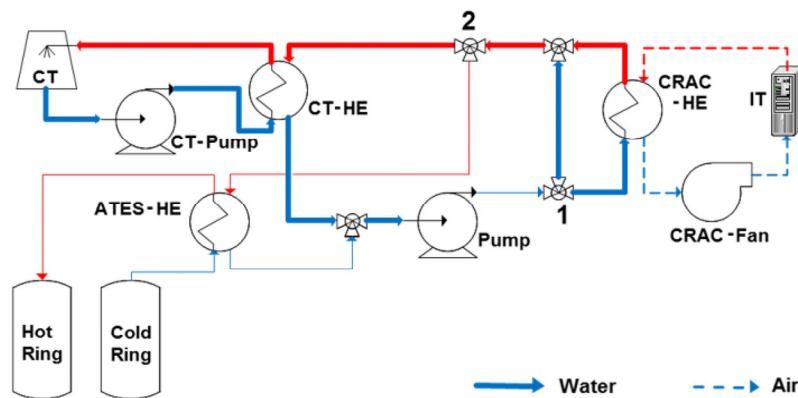 2
CT
CT-HE
CRAC
-HE
IT
CT-Pump
ATES-HE
1
Pump
CRAC-Fan
Hot
Ring
Cold
Ring
Water
Air